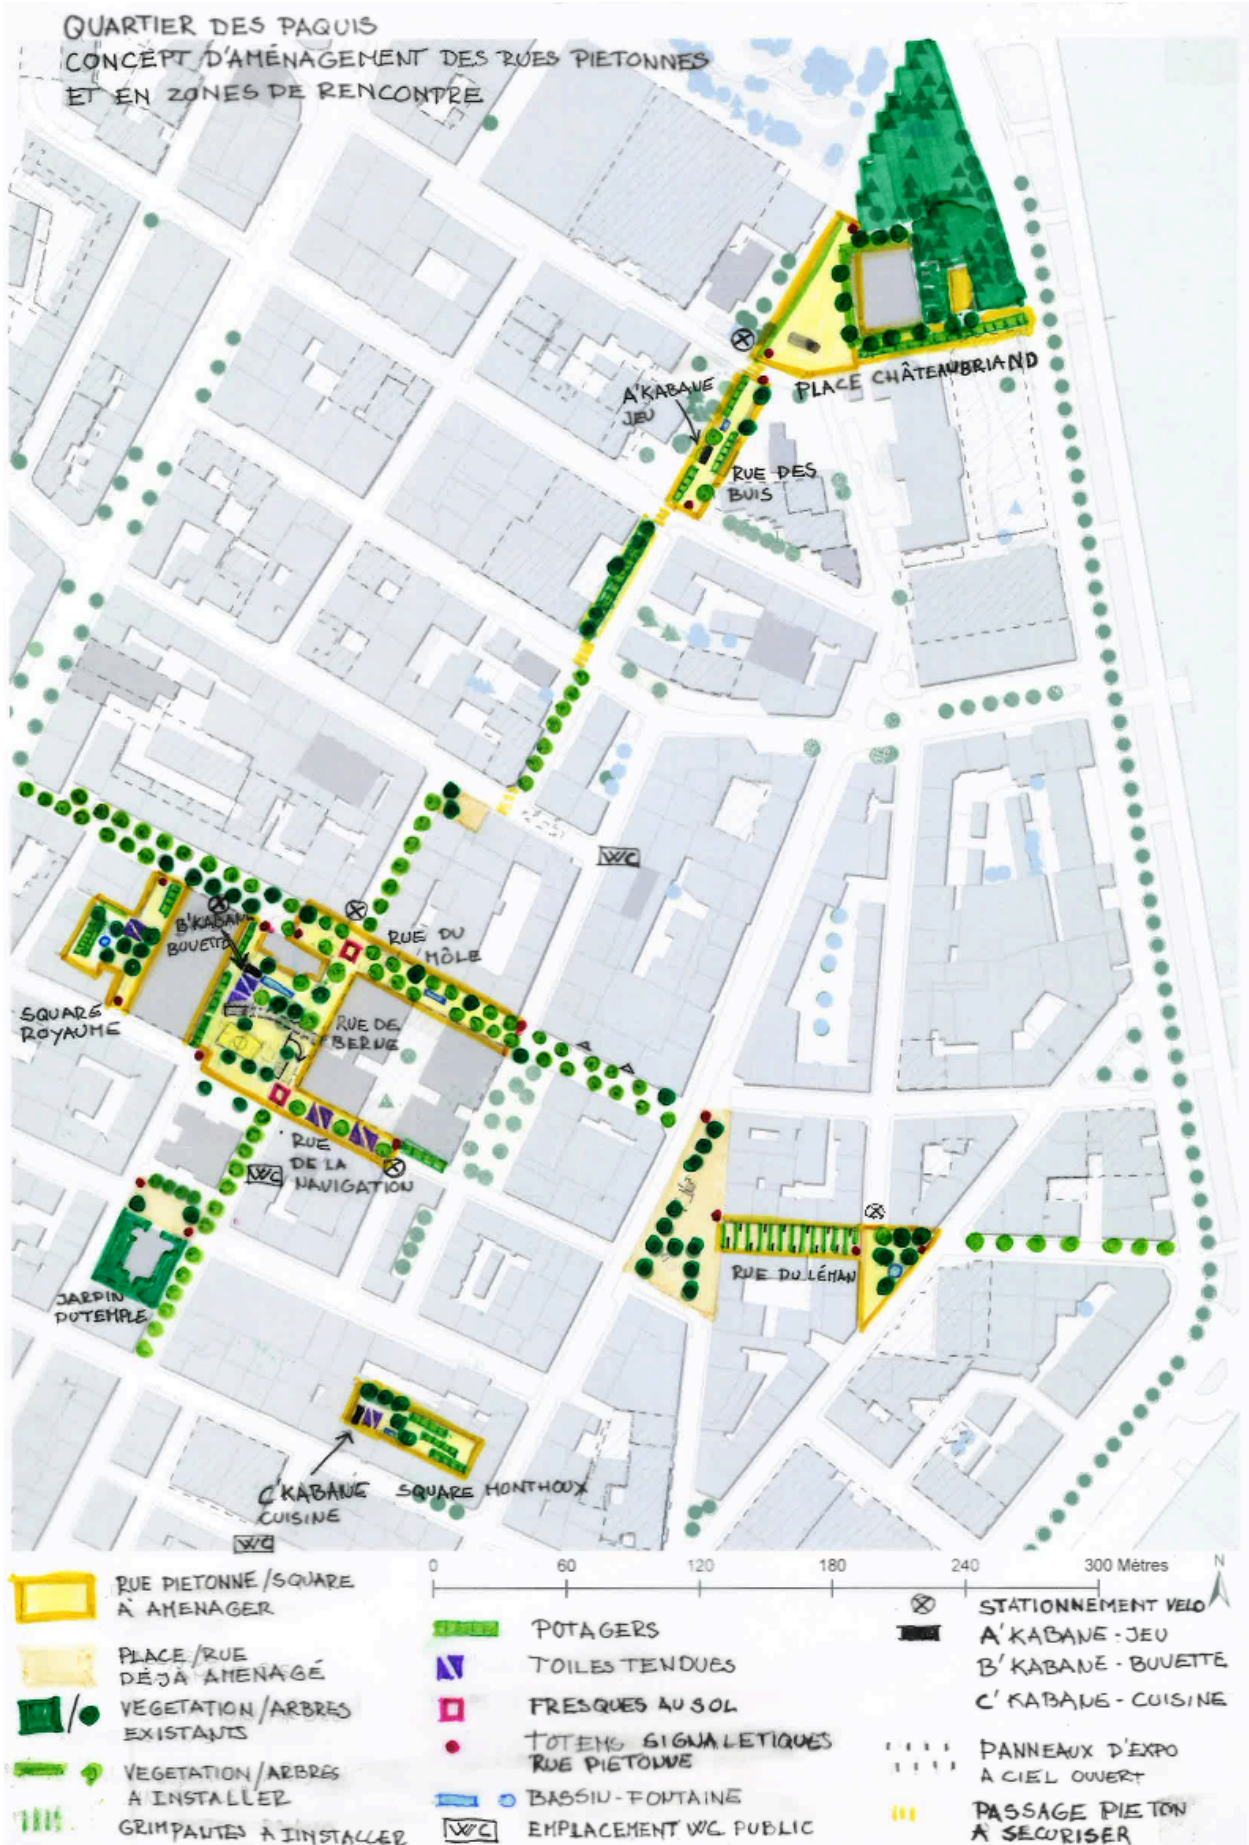 QUARTIER DES PAQUIS
CONCEPT D'AMÉNAGEMENT DES RUES PIETONNES
ET EN ZONES DE RENCONTRE
PLACE CHÂTEAUBRIAND
A'KABANE
JEU
RUE DES
BUIS
WC
B'KABANE
BUVETTE
RUE DU
MÔLE
SQUARE
ROYAUME
RUE DE
BERNE
RUE
DE LA
NAVIGATION
WC
RUE DU LÉMAN
JARDIN
DU TEMPLE
C'KABANE
CUISINE
SQUARE MONTHOUX
WC
0 60 120 180 240 300 Mètres
N
RUE PIETONNE/SQUARE
À AMENAGER
PLACE/RUE
DÉJÀ AMENAGÉ
VEGETATION/ARBRES
EXISTANTS
VEGETATION/ARBRES
A INSTALLER
GRIMPANTES A IINSTALLER
POTAGERS
TOILES TENDUES
FRESQUES AU SOL
TOTEMS SIGNALETIQUES
RUE PIETONNE
BASSIN-FONTAINE
WC EMPLACEMENT WC PUBLIC
STATIONNEMENT VELO
A'KABANE-JEU
B'KABANE-BUVETTE
C'KABANE-CUISINE
PANNEAUX D'EXPO
A CIEL OUVERT
PASSAGE PIETON
A SECURISER